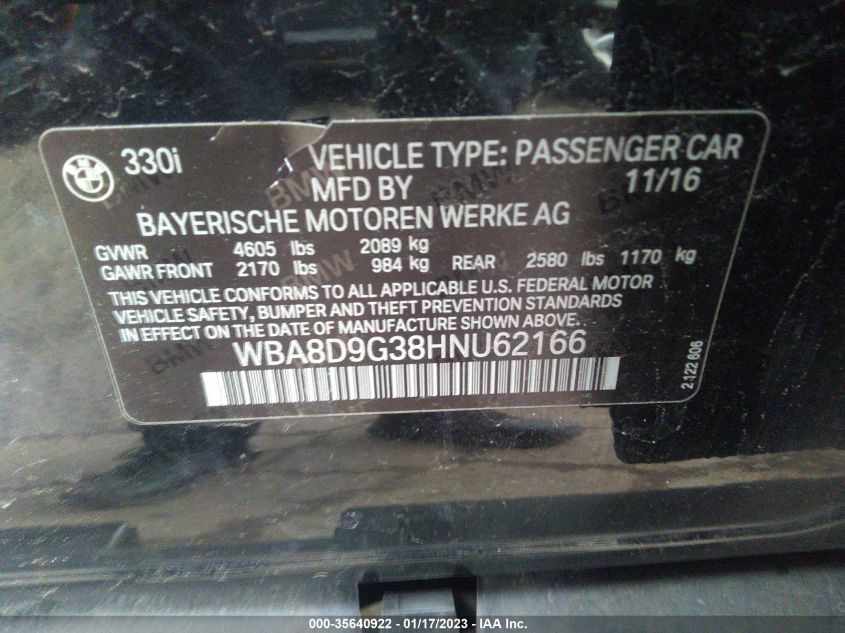 330i VEHICLE TYPE: PASSENGER CAR
MFD BY 11/16
BAYERISCHE MOTOREN WERKE AG
GVWR 4605 lbs 2089 kg
GAWR FRONT 2170 lbs 984 kg REAR 2580 lbs 1170 kg
THIS VEHICLE CONFORMS TO ALL APPLICABLE U.S. FEDERAL MOTOR
VEHICLE SAFETY, BUMPER AND THEFT PREVENTION STANDARDS
IN EFFECT ON THE DATE OF MANUFACTURE SHOWN ABOVE.
WBA8D9G38HNU62166
2 122 606
000-35640922 - 01/17/2023 - IAA Inc.